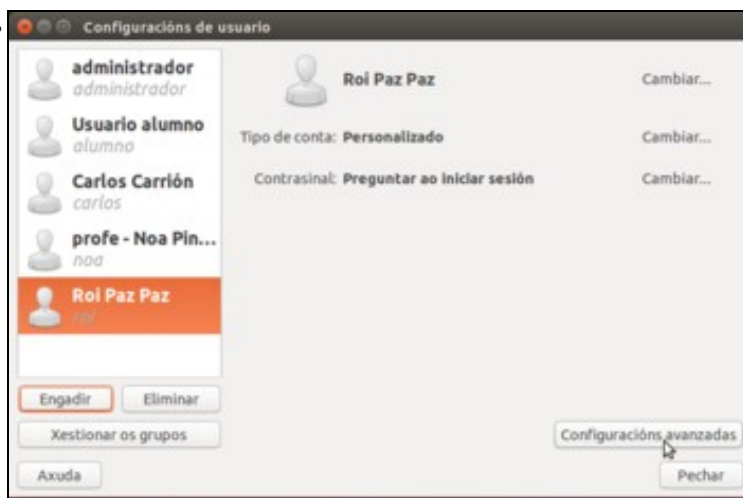 Configuracións de usuario
administrador
administrador
Usuario alumno
alumno
Carlos Carrión
carlos
profe - Noa Pin...
noa
Roi Paz Paz
roi
Engadir Eliminar
Xestionar os grupos
Axuda
Roi Paz Paz Cambiar...
Tipo de conta: Personalizado Cambiar...
Contrasinal: Preguntar ao iniciar sesión Cambiar...
Configuracións avanzadas
Pechar